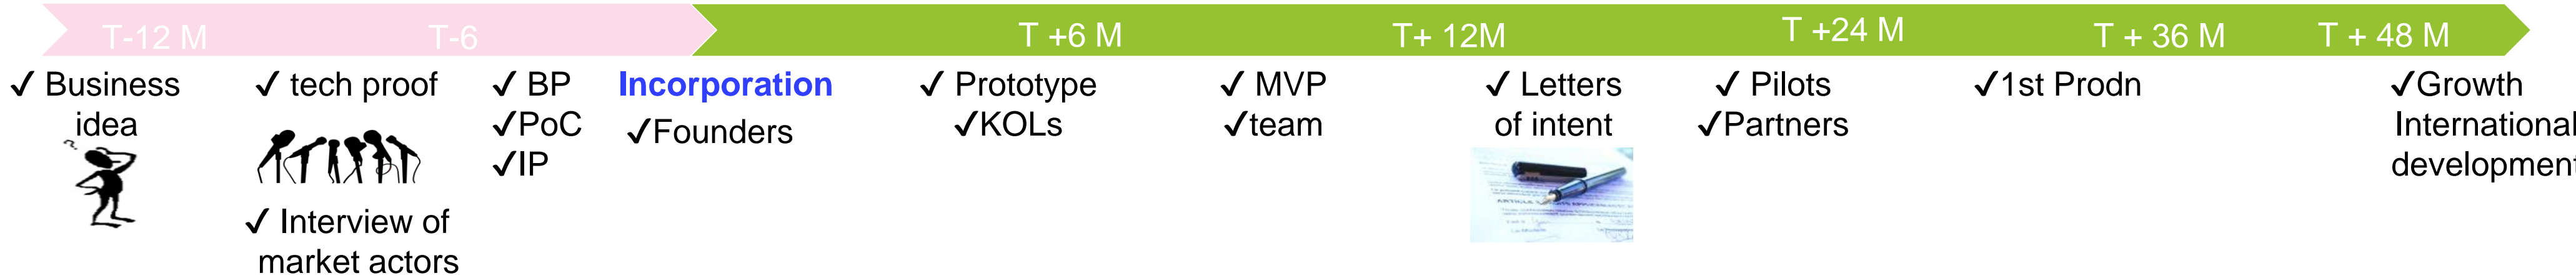 T-12 M
T-6
T +6 M
T+ 12M
T +24 M
T + 36 M
T + 48 M
✓ Business
idea
✓ tech proof
✓ Interview of
market actors
✓ BP
✓PoC
✓IP
Incorporation
✓Founders
✓ Prototype
✓KOLs
✓ MVP
✓team
✓ Letters
of intent
✓ Pilots
✓Partners
✓1st Prodn
✓Growth
International
development